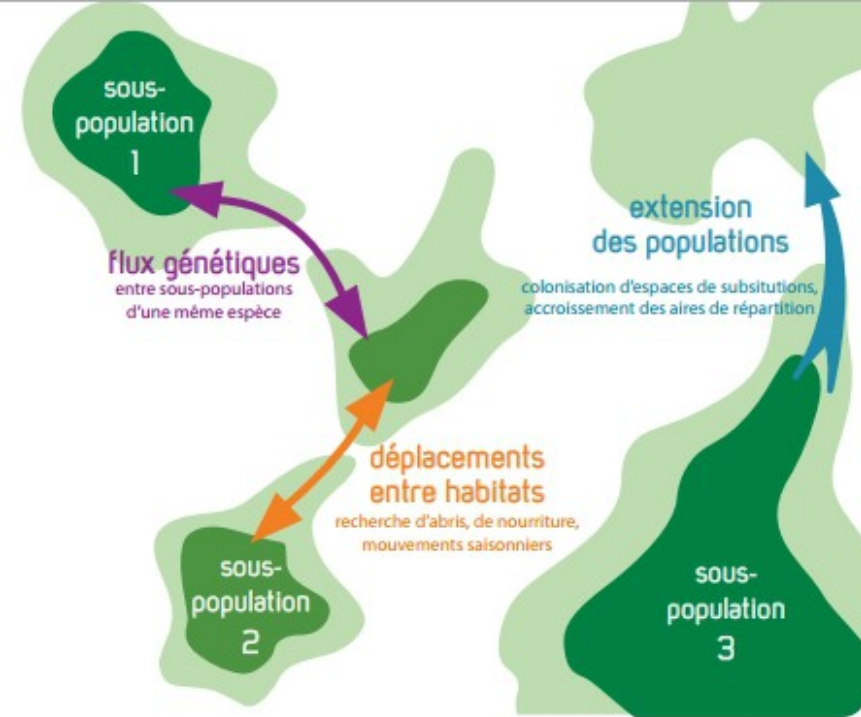 sous-
population
1
flux génétiques
entre sous-populations
d'une même espèce
extension
des populations
colonisation d'espaces de subsitutions,
accroissement des aires de répartition
déplacements
entre habitats
recherche d'abris, de nourriture,
mouvements saisonniers
sous-
population
2
sous-
population
3